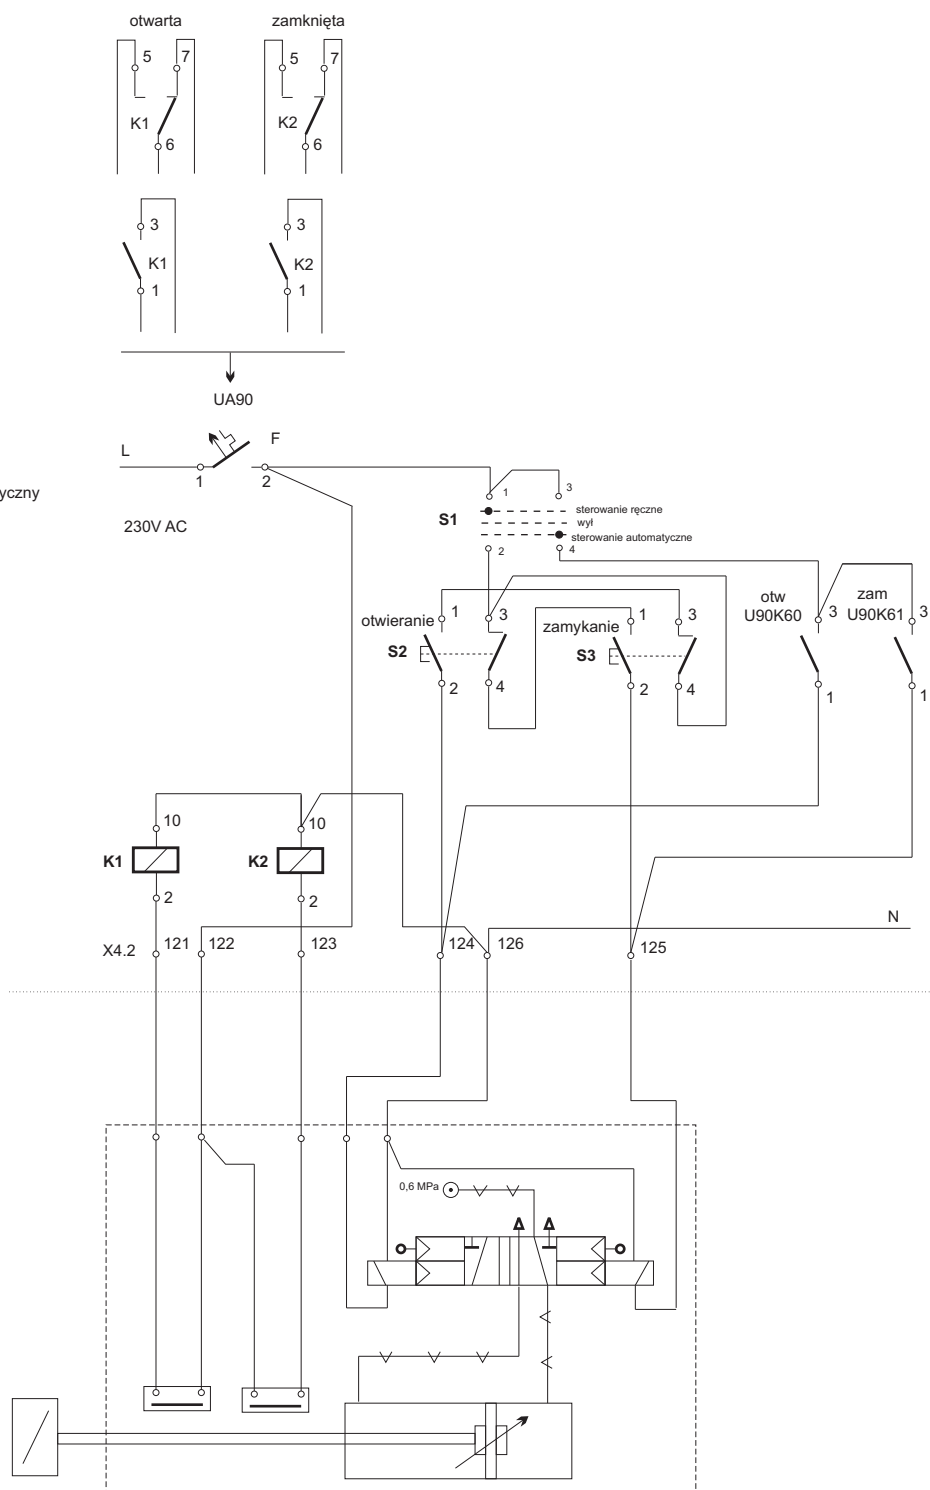 otwarta zamknięta
5 7 5 7
K1 K2
6 6
3 3
K1 K2
1 1
UA90
L F
1 2
yczny
230V AC
1 3
S1 sterowanie ręczne
wył
sterowanie automatyczne
2 4
otw zam
U90K60 3 U90K61 3
otwieranie 1 3 zamykanie 1 3
S2 S3
2 4 2 4
1 1
10 10
K1 K2
2 2
N
X4.2 121 122 123 124 126 125
0,6 MPa